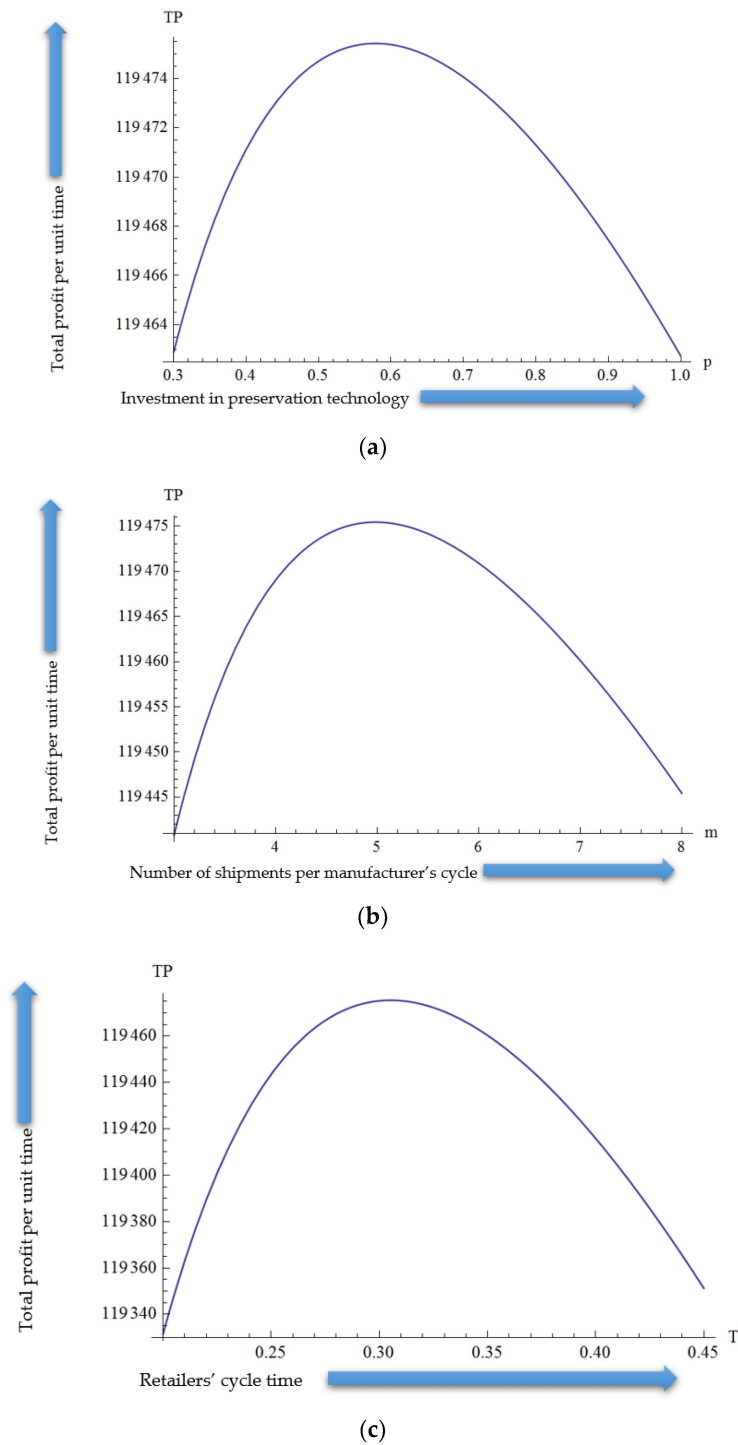 TP
119 474
119 472
119 470
119 468
119 466
119 464
Total profit per unit time
0.3 0.4 0.5 0.6 0.7 0.8 0.9 1.0 p
Investment in preservation technology
(a)
TP
119 475
119 470
119 465
119 460
119 455
119 450
119 445
Total profit per unit time
4 5 6 7 8 m
Number of shipments per manufacturer's cycle
(b)
TP
119 460
119 440
119 420
119 400
119 380
119 360
119 340
Total profit per unit time
0.25 0.30 0.35 0.40 0.45 T
Retailers' cycle time
(c)